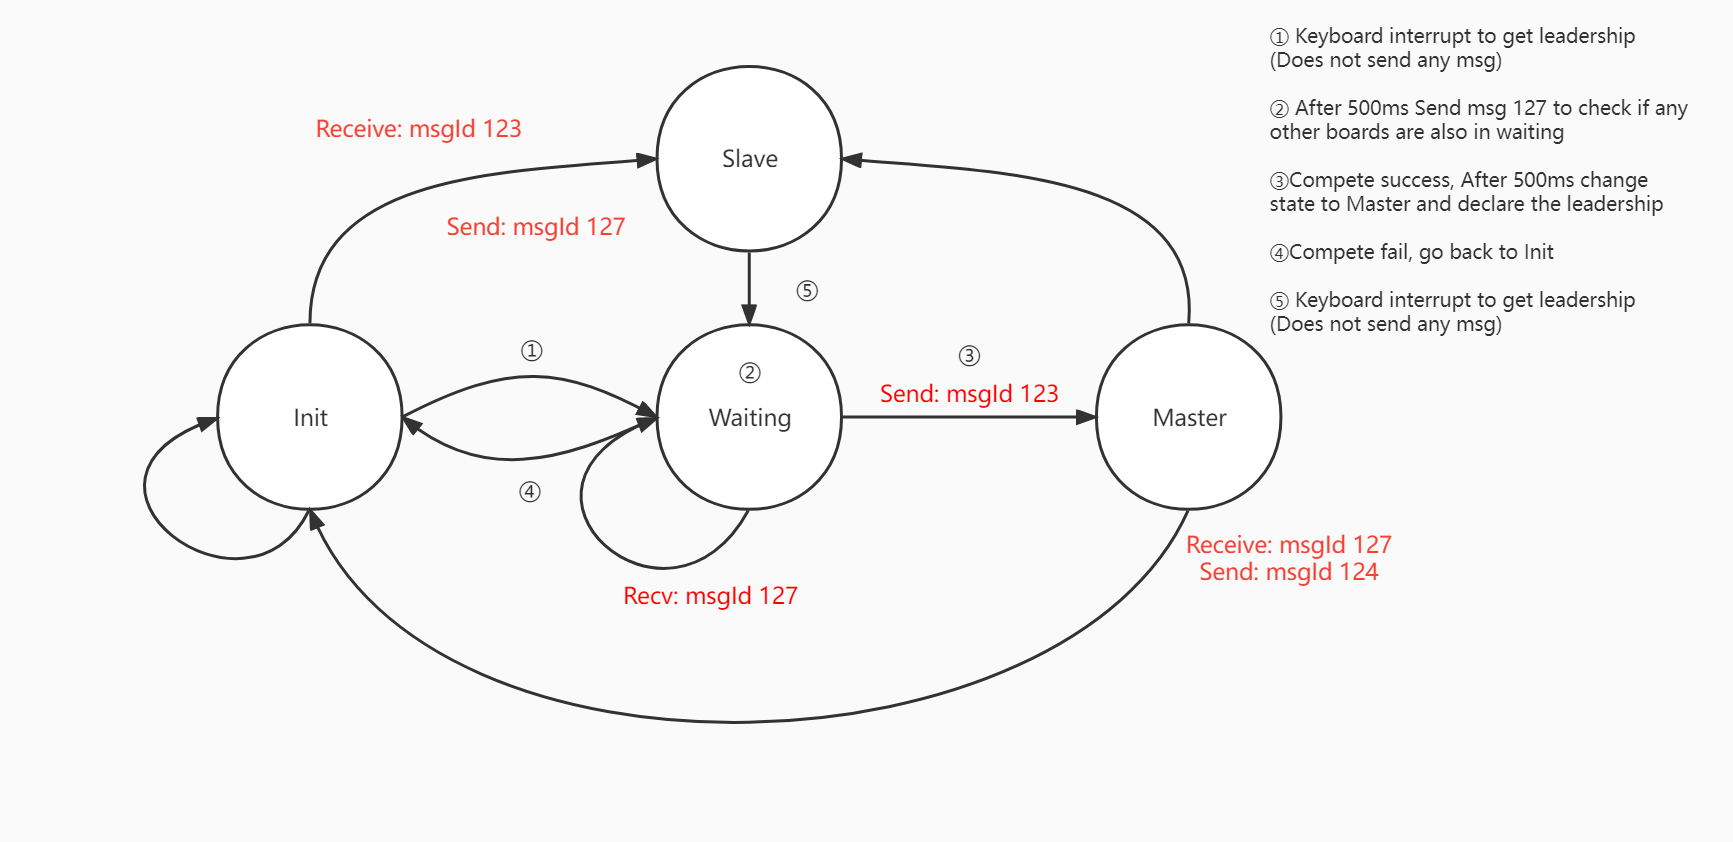 ① Keyboard interrupt to get leadership
(Does not send any msg)
② After 500ms Send msg 127 to check if any
other boards are also in waiting
③Compete success, After 500ms change
state to Master and declare the leadership
④Compete fail, go back to Init
⑤ Keyboard interrupt to get leadership
(Does not send any msg)
Receive: msgId 123
Slave
Send: msgId 127
⑤
①
③
②
Send: msgId 123
Init
Waiting
Master
④
Receive: msgId 127
Send: msgId 124
Recv: msgId 127